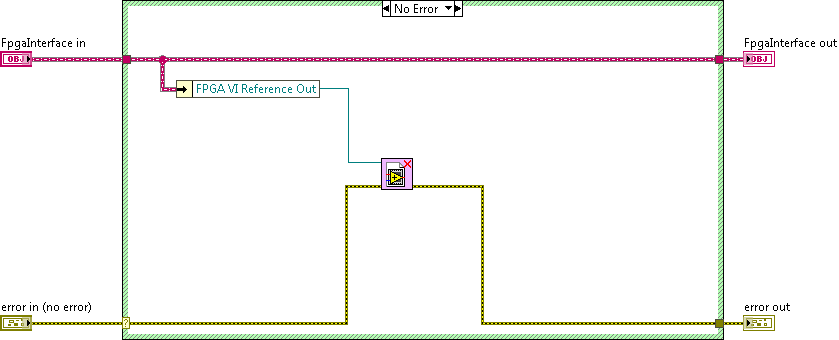 No Error
FpgaInterface in
FpgaInterface out
OBJ
OBJ
FPGA VI Reference Out
error in (no error)
error out
?